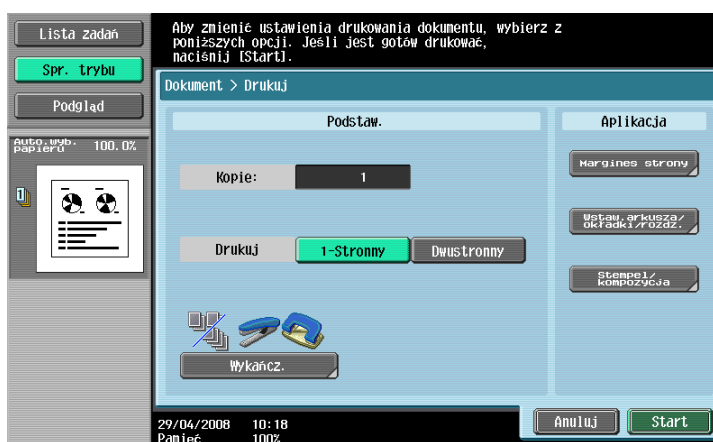 Lista zadań
Spr. trybu
Podgląd
Auto.wyb.
papieru
100.0%
1
Aby zmienić ustawienia drukowania dokumentu, wybierz z
poniższych opcji. Jeśli jest gotów drukować,
naciśnij [Start].
Dokument > Drukuj
Podstaw.
Kopie:
1
Drukuj
1-Stronny
Dwustronny
Wykańcz.
Aplikacja
Margines strony
Wstaw.arkusza/
okładki/rozdz.
Stempel/
kompozycja
29/04/2008 10:18
Pamięć 100%
Anuluj
Start